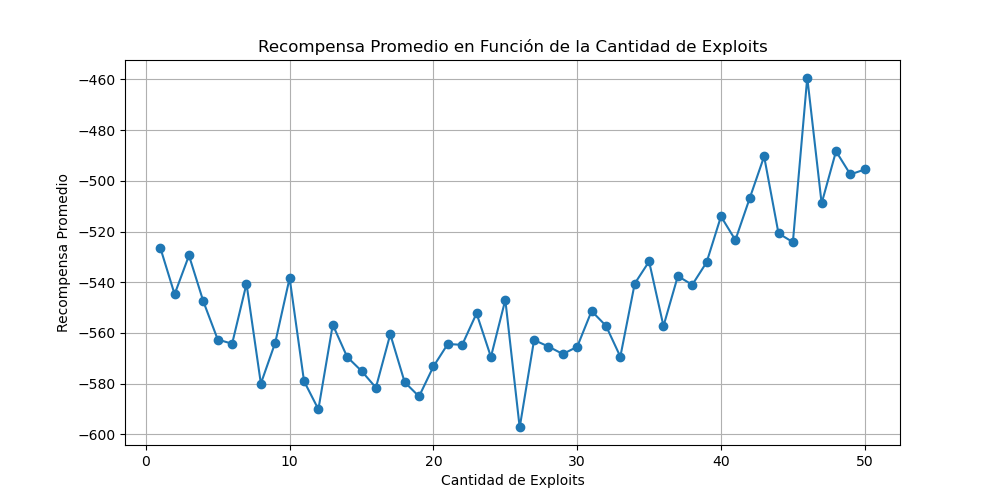 Recompensa Promedio en Función de la Cantidad de Exploits
Recompensa Promedio
−460
−480
−500
−520
−540
−560
−580
−600
0 10 20 30 40 50
Cantidad de Exploits